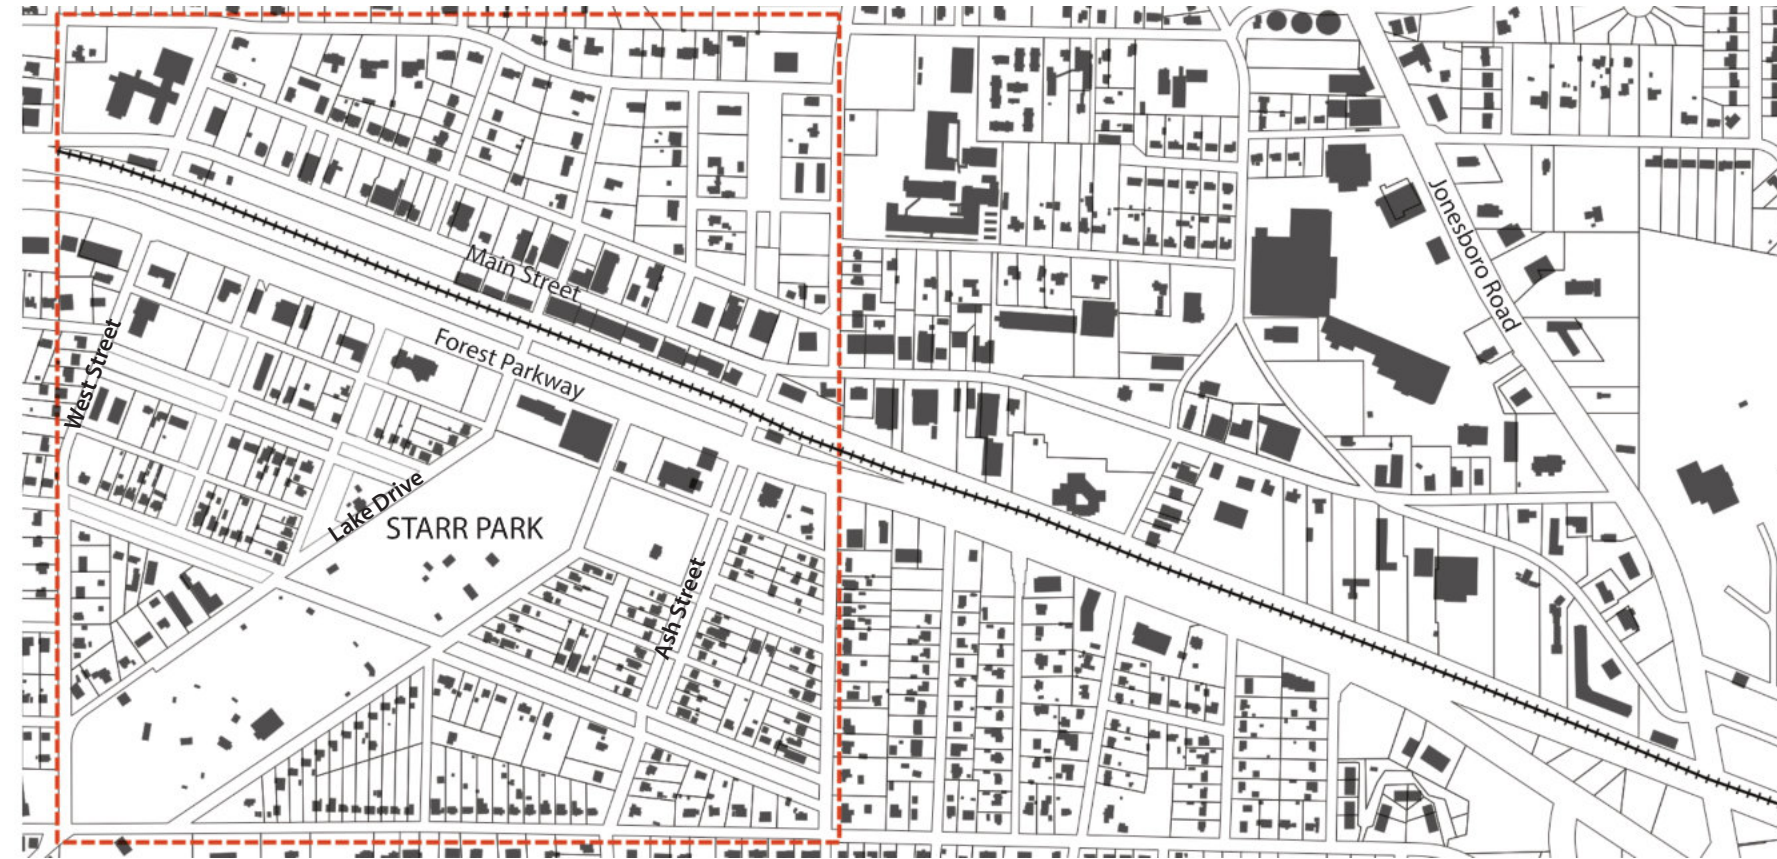 Jonesboro Road
Main Street
Forest Parkway
West Street
Lake Drive
STARR PARK
Ash Street